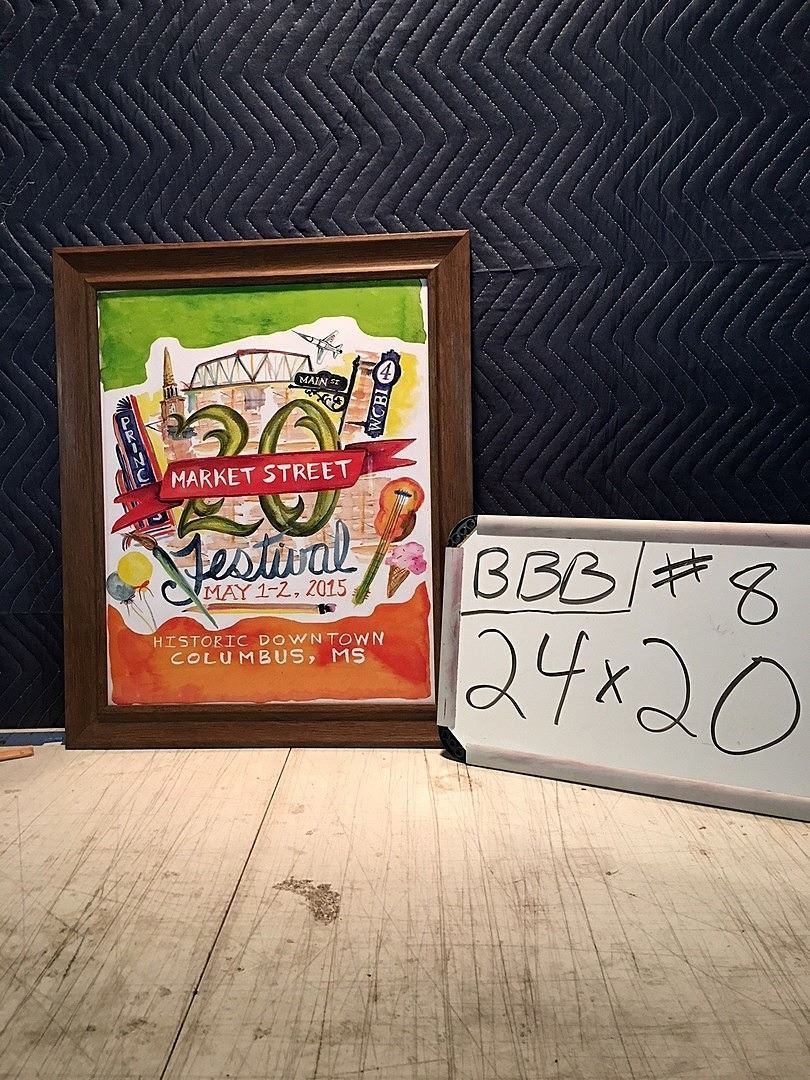 MAIN ST
4
WCBI
PRINC
20
MARKET STREET
Festival
MAY 1-2, 2015
HISTORIC DOWNTOWN
COLUMBUS, MS
BBB #8
24x20